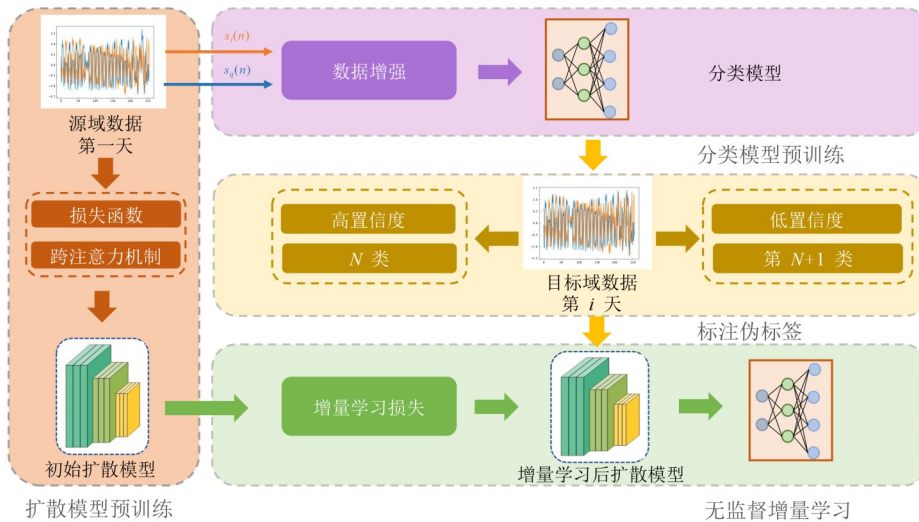 源域数据
第一天
损失函数
跨注意力机制
初始扩散模型
扩散模型预训练
s_i(n)
s_q(n)
数据增强
分类模型
分类模型预训练
高置信度
N 类
目标域数据
第 i 天
低置信度
第 N+1 类
标注伪标签
增量学习损失
增量学习后扩散模型
无监督增量学习